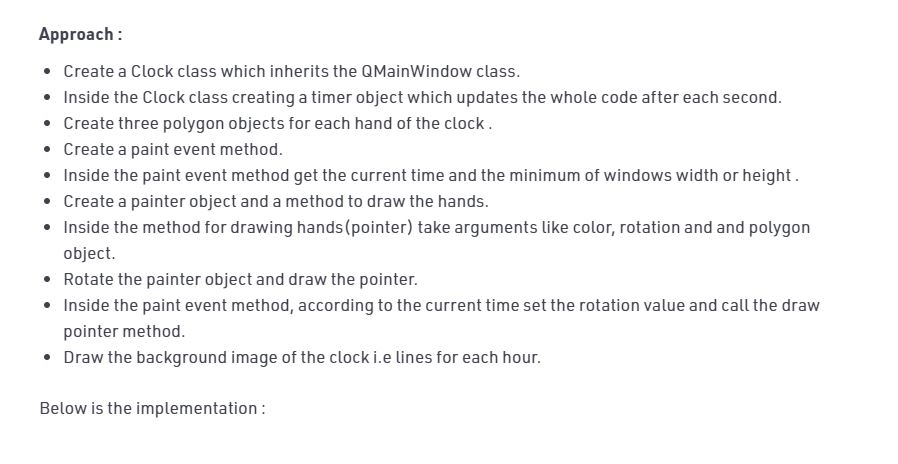 Approach :
• Create a Clock class which inherits the QMainWindow class.
• Inside the Clock class creating a timer object which updates the whole code after each second.
• Create three polygon objects for each hand of the clock .
• Create a paint event method.
• Inside the paint event method get the current time and the minimum of windows width or height .
• Create a painter object and a method to draw the hands.
• Inside the method for drawing hands(pointer) take arguments like color, rotation and and polygon
object.
• Rotate the painter object and draw the pointer.
• Inside the paint event method, according to the current time set the rotation value and call the draw
pointer method.
• Draw the background image of the clock i.e lines for each hour.
Below is the implementation :